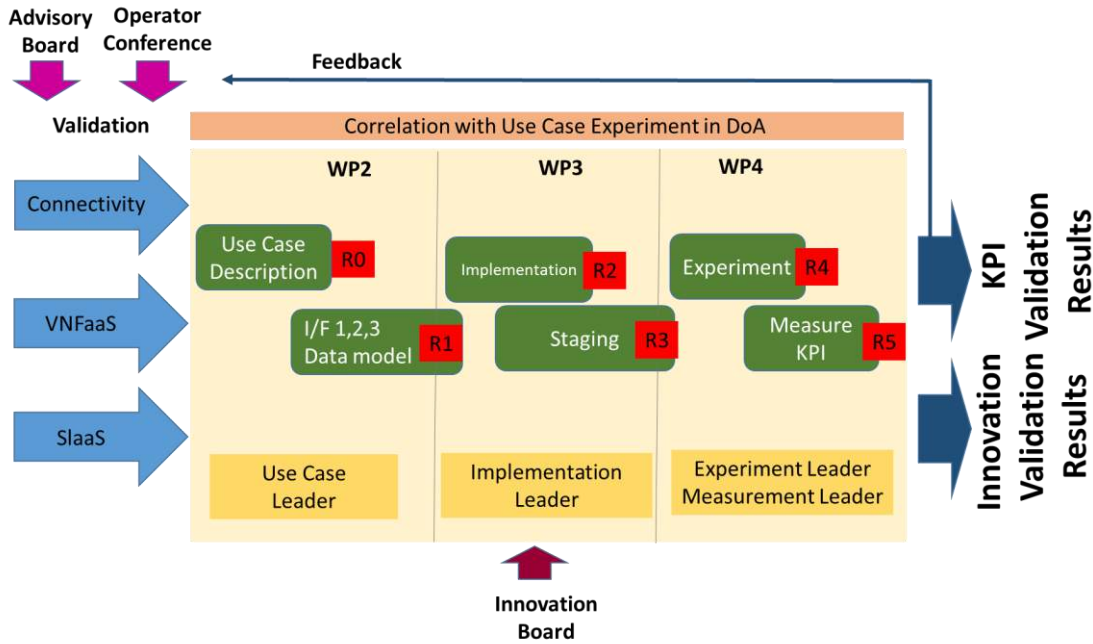 Advisory
Board
Operator
Conference
Feedback
Validation
Correlation with Use Case Experiment in DoA
WP2
WP3
WP4
Connectivity
VNFaaS
SlaaS
Use Case
Description
R0
I/F 1,2,3
Data model
R1
Implementation
R2
Staging
R3
Experiment
R4
Measure
KPI
R5
Use Case
Leader
Implementation
Leader
Experiment Leader
Measurement Leader
KPI
Validation
Results
Innovation
Validation
Results
Innovation
Board